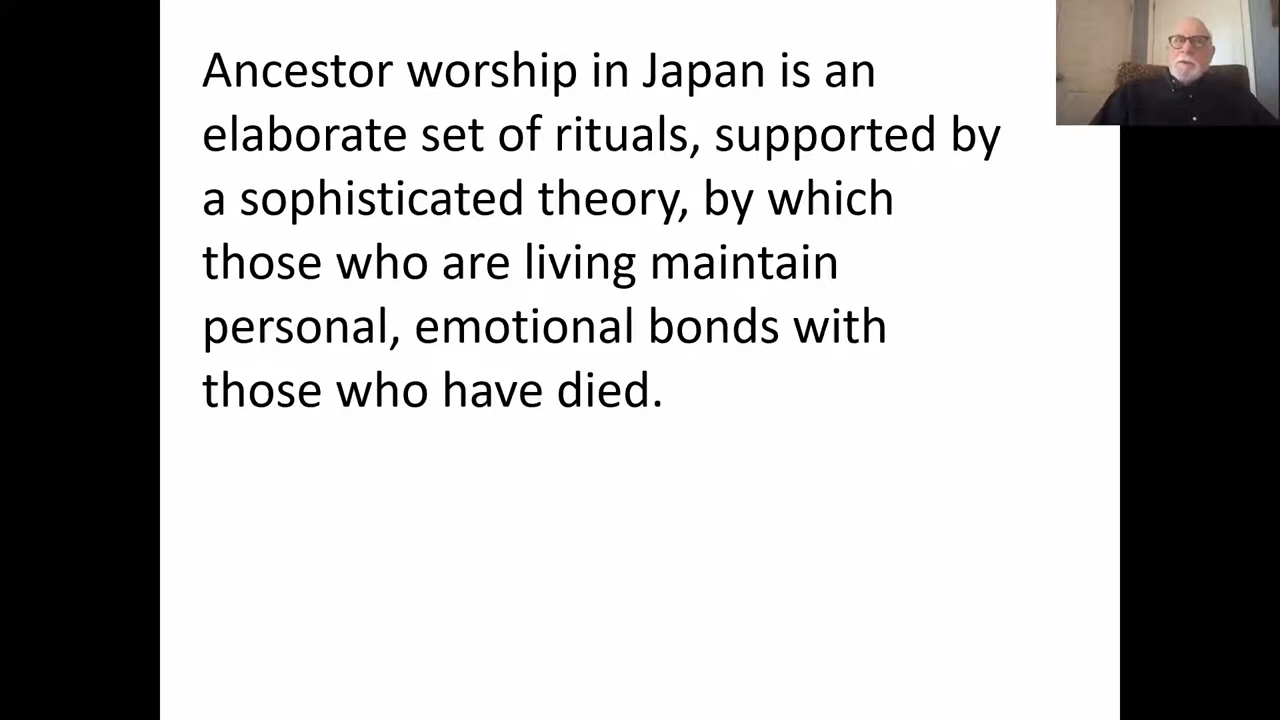 Ancestor worship in Japan is an
elaborate set of rituals, supported by
a sophisticated theory, by which
those who are living maintain
personal, emotional bonds with
those who have died.